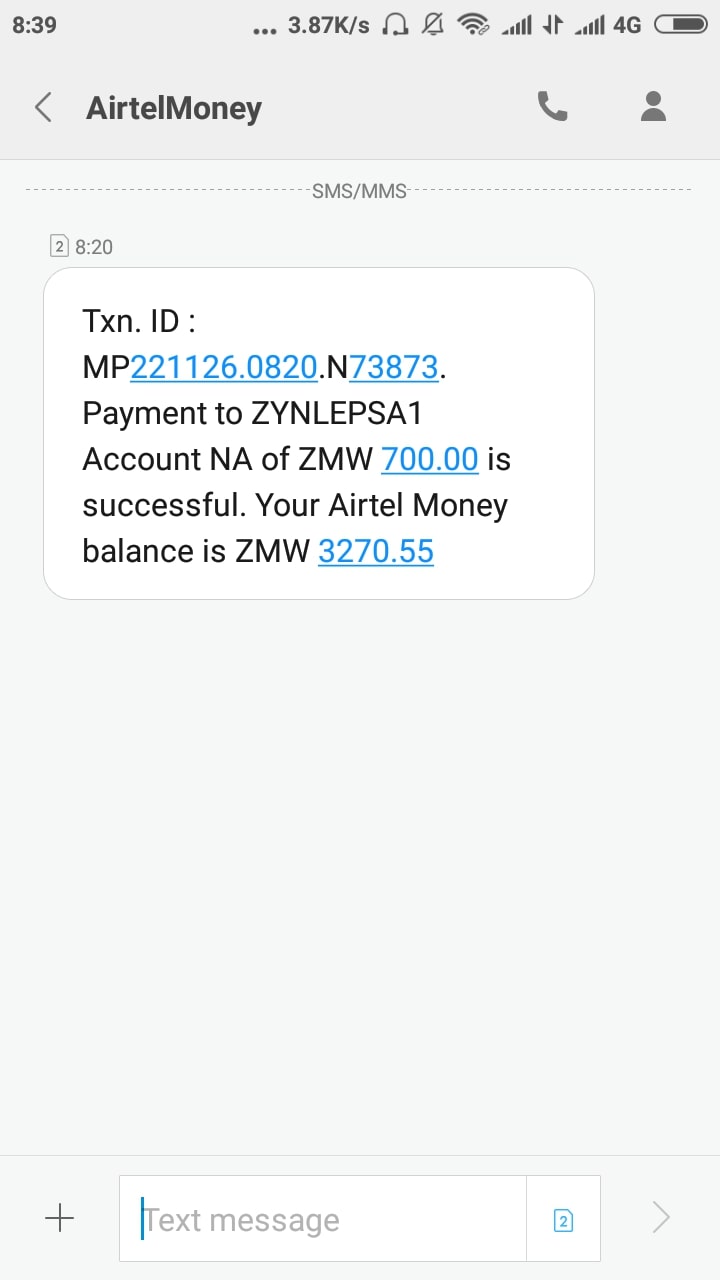 8:39 ... 3.87K/s 4G
AirtelMoney
SMS/MMS
2 8:20
Txn. ID :
MP221126.0820.N73873.
Payment to ZYNLEPSA1
Account NA of ZMW 700.00 is
successful. Your Airtel Money
balance is ZMW 3270.55
Text message 2